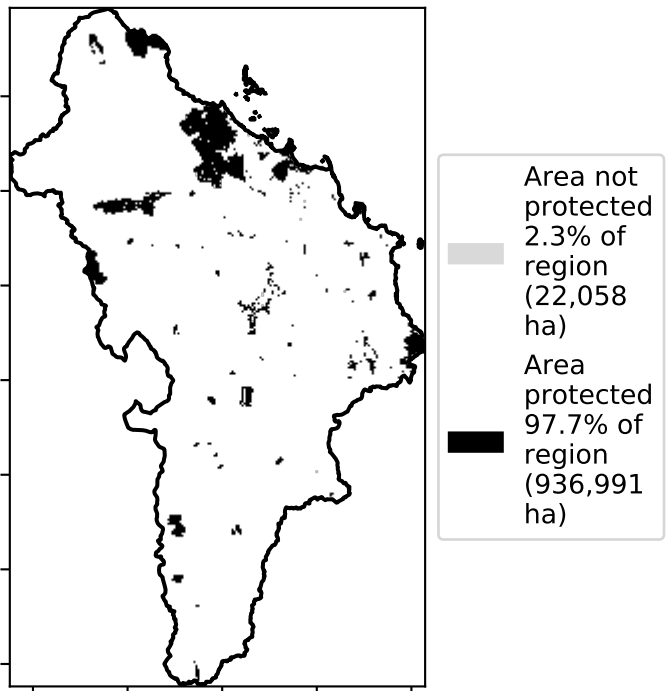 Area not
protected
2.3% of
region
(22,058
ha)
Area
protected
97.7% of
region
(936,991
ha)